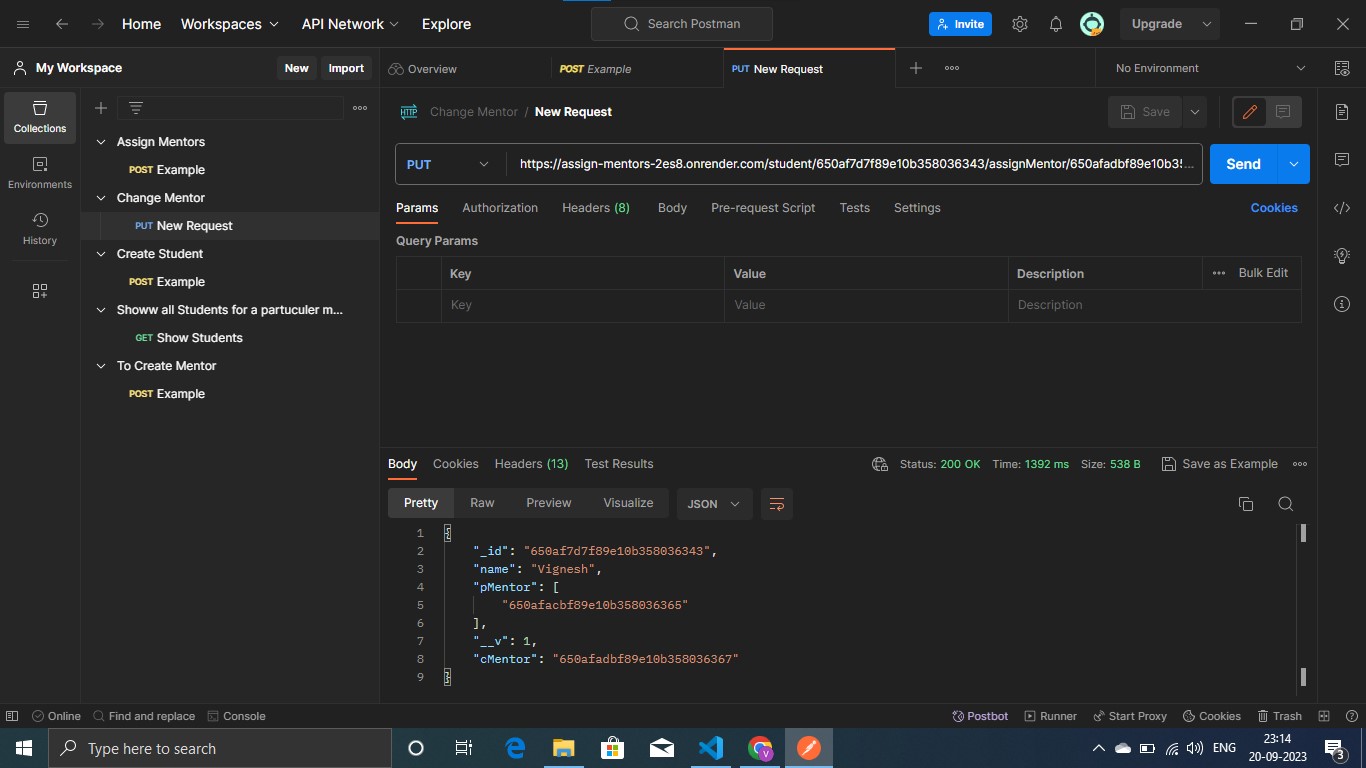 Home Workspaces API Network Explore Search Postman Invite Upgrade
My Workspace New Import Overview POST Example PUT New Request No Environment
Collections
Environments
History
Assign Mentors
POST Example
Change Mentor
PUT New Request
Create Student
POST Example
Showw all Students for a partuculer m...
GET Show Students
To Create Mentor
POST Example
HTTP Change Mentor / New Request Save
PUT https://assign-mentors-2es8.onrender.com/student/650af7d7f89e10b358036343/assignMentor/650afadbf89e10b35... Send
Params Authorization Headers (8) Body Pre-request Script Tests Settings Cookies
Query Params
Key Value Description Bulk Edit
Key Value Description
Body Cookies Headers (13) Test Results Status: 200 OK Time: 1392 ms Size: 538 B Save as Example
Pretty Raw Preview Visualize JSON
1 {
2 "_id": "650af7d7f89e10b358036343",
3 "name": "Vignesh",
4 "pMentor": [
5 "650afacbf89e10b358036365"
6 ],
7 "__v": 1,
8 "cMentor": "650afadbf89e10b358036367"
9 }
Online Find and replace Console Postbot Runner Start Proxy Cookies Trash
Type here to search V ENG 23:14
20-09-2023 3